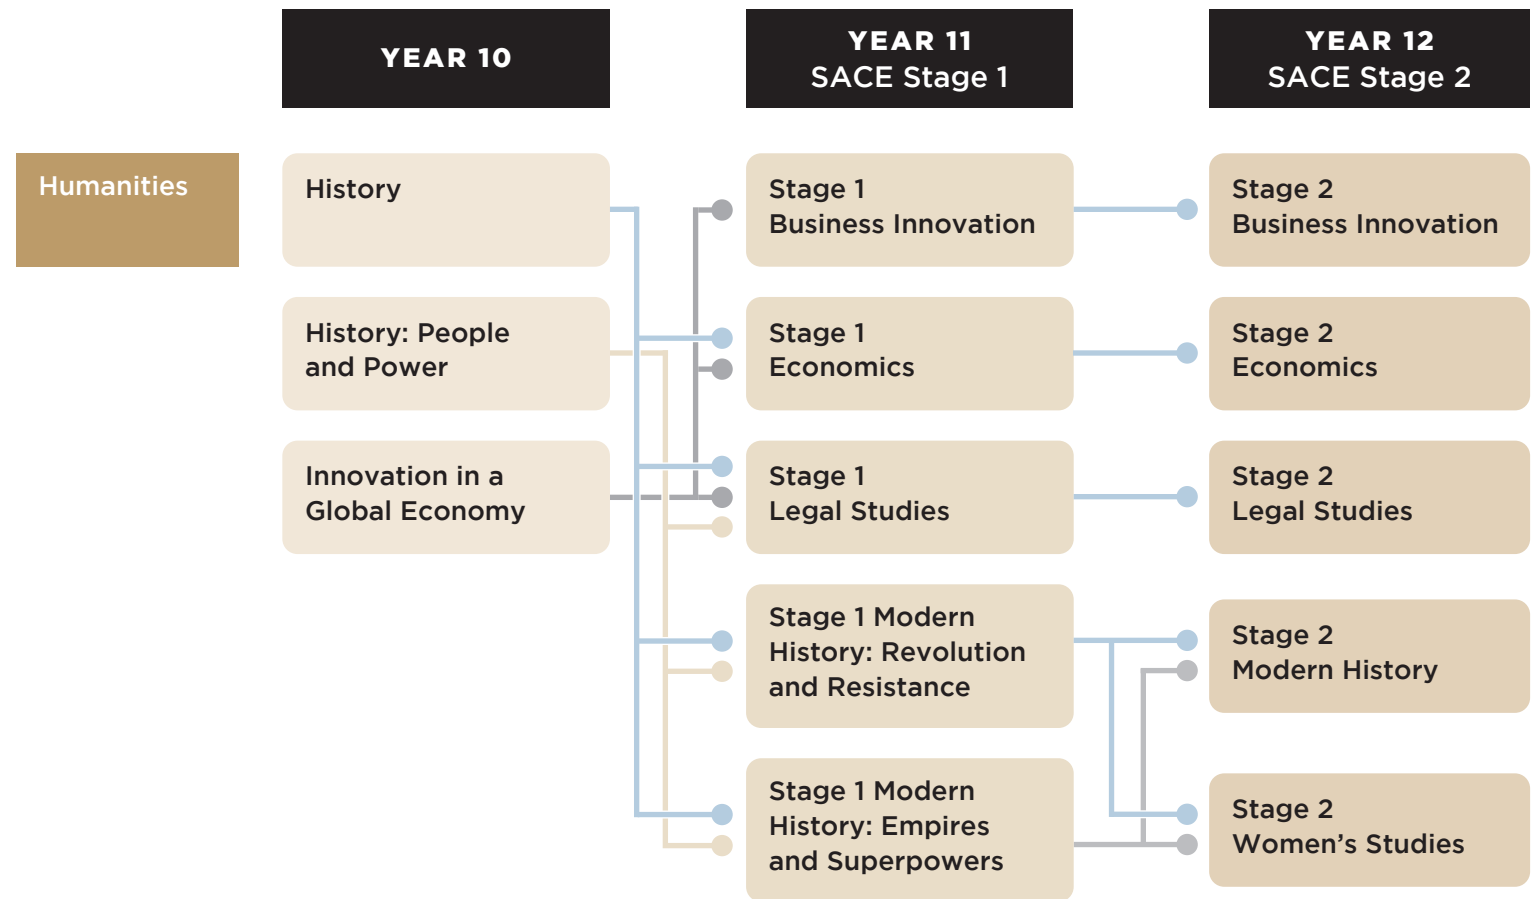 YEAR 10
YEAR 11
SACE Stage 1
YEAR 12
SACE Stage 2
Humanities
History
History: People
and Power
Innovation in a
Global Economy
Stage 1
Business Innovation
Stage 1
Economics
Stage 1
Legal Studies
Stage 1 Modern
History: Revolution
and Resistance
Stage 1 Modern
History: Empires
and Superpowers
Stage 2
Business Innovation
Stage 2
Economics
Stage 2
Legal Studies
Stage 2
Modern History
Stage 2
Women’s Studies